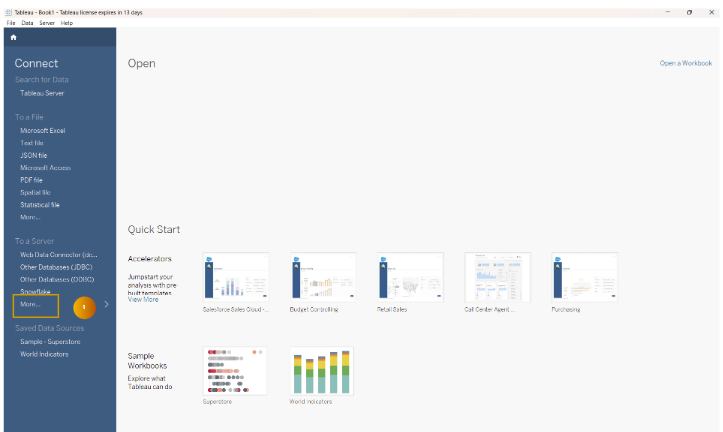 Tableau - Book1 - Tableau license expires in 13 days
File Data Server Help
Connect
Search for Data
Tableau Server
To a File
Microsoft Excel
Text file
JSON file
Microsoft Access
PDF file
Spatial file
Statistical file
More...
To a Server
Web Data Connector (de...
Other Databases (JDBC)
Other Databases (ODBC)
Snowflake
More...
1
Saved Data Sources
Sample - Superstore
World Indicators
Open
Open a Workbook
Quick Start
Accelerators
Jumpstart your
analysis with pre-
built templates
View More
Salesforce Sales Cloud -...
Budget Controlling
Retail Sales
Call Center Agent ...
Purchasing
Sample
Workbooks
Explore what
Tableau can do
Superstore
World Indicators